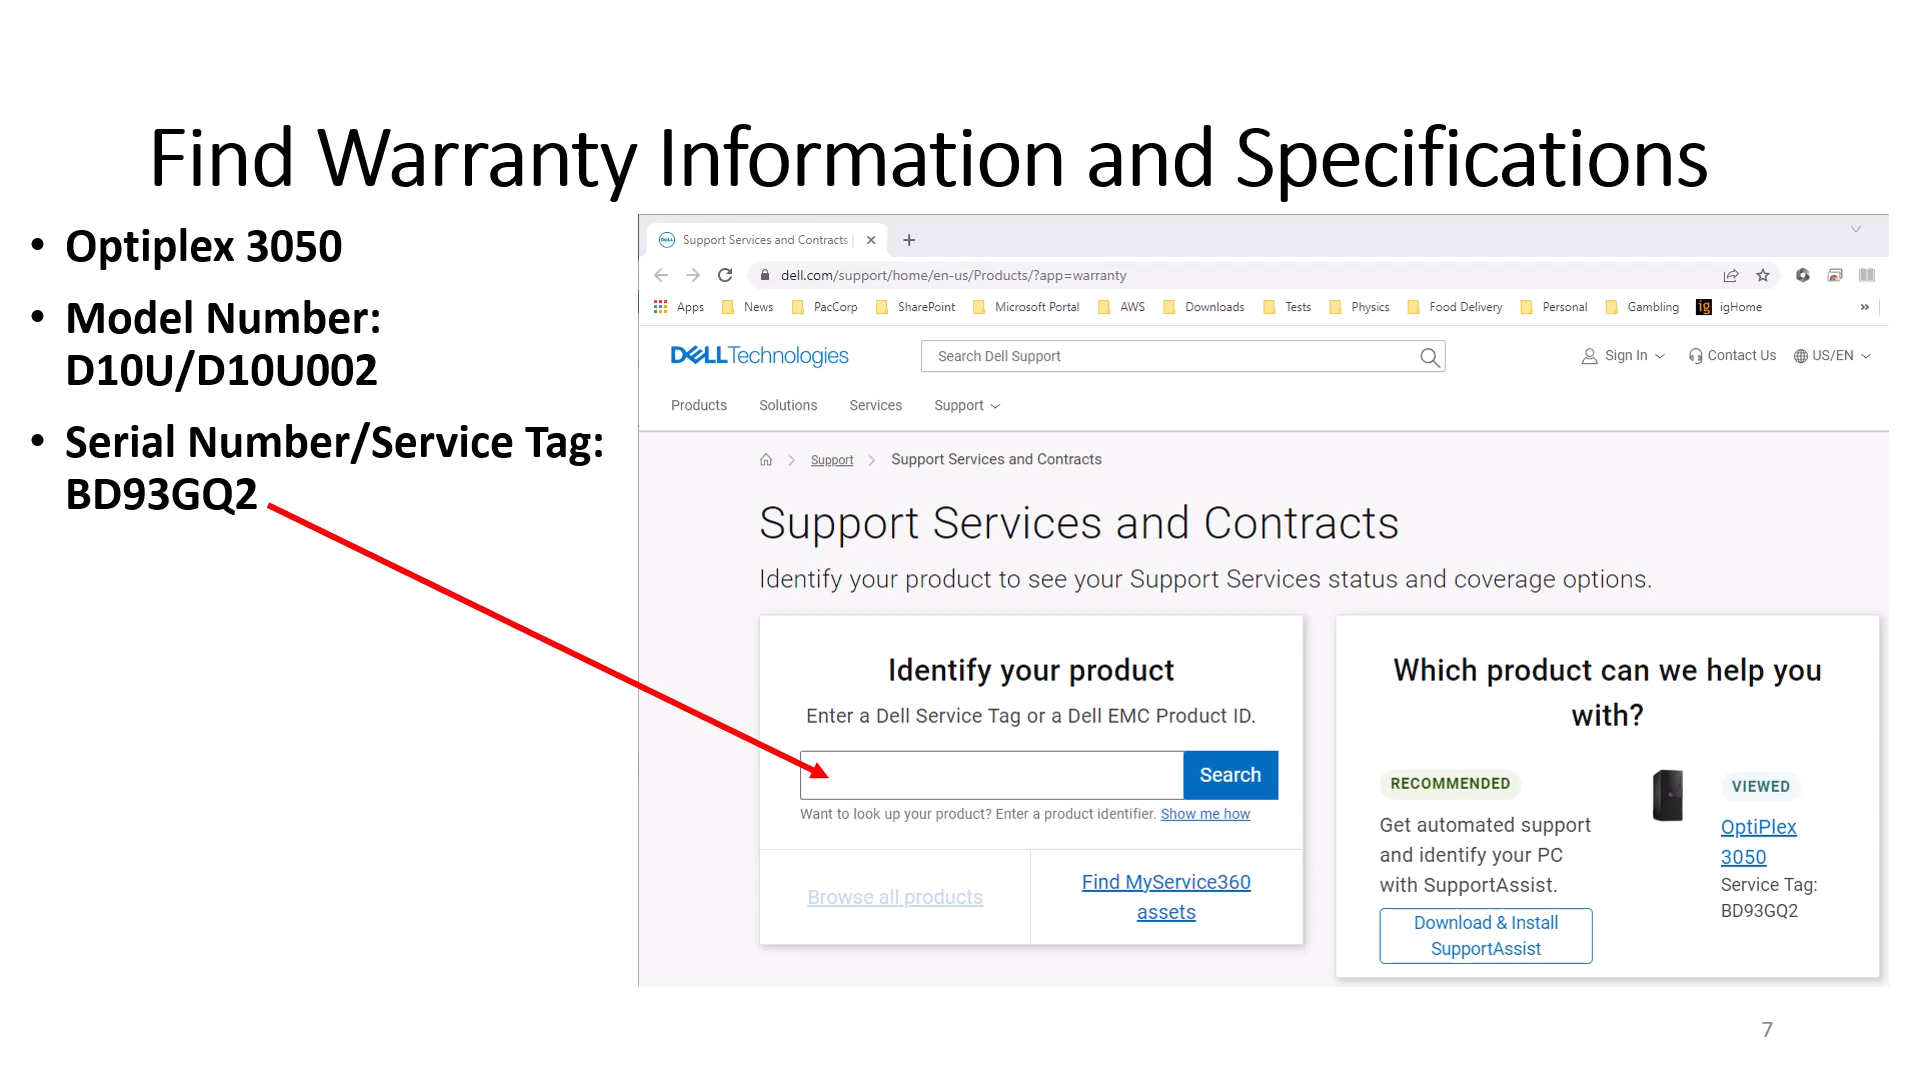 Find Warranty Information and Specifications
• Optiplex 3050
• Model Number:
D10U/D10U002
• Serial Number/Service Tag:
BD93GQ2
Support Services and Contracts |
dell.com/support/home/en-us/Products/?app=warranty
Apps News PacCorp SharePoint Microsoft Portal AWS Downloads Tests Physics Food Delivery Personal Gambling ig igHome »
DELL Technologies Search Dell Support Sign In Contact Us US/EN
Products Solutions Services Support
Support > Support Services and Contracts
Support Services and Contracts
Identify your product to see your Support Services status and coverage options.
Identify your product
Enter a Dell Service Tag or a Dell EMC Product ID.
Search
Want to look up your product? Enter a product identifier. Show me how
Browse all products
Find MyService360
assets
Which product can we help you
with?
RECOMMENDED
Get automated support
and identify your PC
with SupportAssist.
Download & Install
SupportAssist
VIEWED
OptiPlex
3050
Service Tag:
BD93GQ2
7